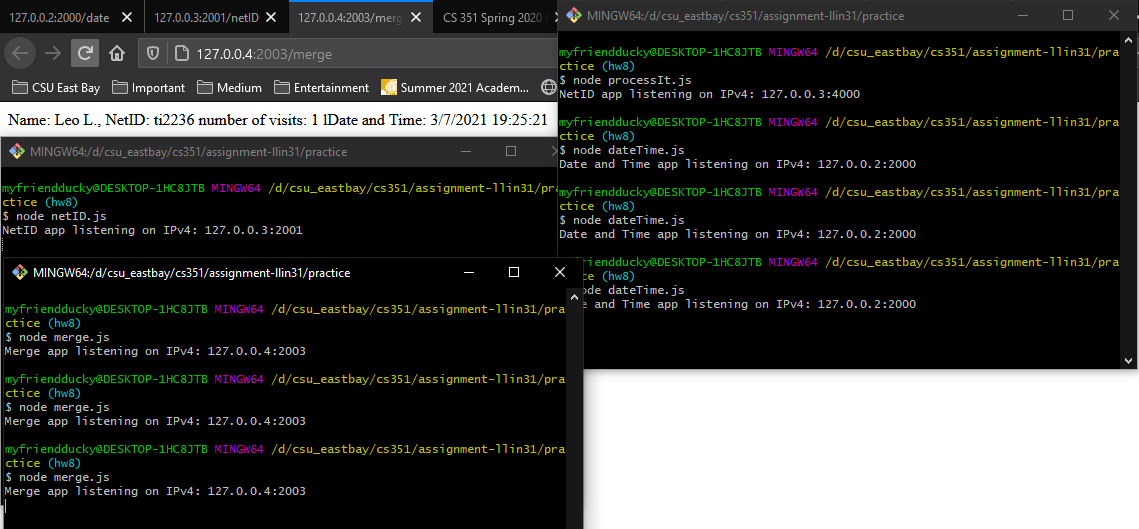 127.0.0.2:2000/date
127.0.0.3:2001/netID
127.0.0.4:2003/merg
CS 351 Spring 2020
127.0.0.4:2003/merge
CSU East Bay
Important
Medium
Entertainment
Summer 2021 Academ...
Name: Leo L., NetID: ti2236 number of visits: 1 lDate and Time: 3/7/2021 19:25:21
MINGW64:/d/csu_eastbay/cs351/assignment-llin31/practice
myfriendducky@DESKTOP-1HC8JTB MINGW64 /d/csu_eastbay/cs351/assignment-llin31/pra
ctice (hw8)
$ node netID.js
NetID app listening on IPv4: 127.0.0.3:2001
MINGW64:/d/csu_eastbay/cs351/assignment-llin31/practice
myfriendducky@DESKTOP-1HC8JTB MINGW64 /d/csu_eastbay/cs351/assignment-llin31/pra
ctice (hw8)
$ node merge.js
Merge app listening on IPv4: 127.0.0.4:2003
myfriendducky@DESKTOP-1HC8JTB MINGW64 /d/csu_eastbay/cs351/assignment-llin31/pra
ctice (hw8)
$ node merge.js
Merge app listening on IPv4: 127.0.0.4:2003
myfriendducky@DESKTOP-1HC8JTB MINGW64 /d/csu_eastbay/cs351/assignment-llin31/pra
ctice (hw8)
$ node merge.js
Merge app listening on IPv4: 127.0.0.4:2003
MINGW64:/d/csu_eastbay/cs351/assignment-llin31/practice
myfriendducky@DESKTOP-1HC8JTB MINGW64 /d/csu_eastbay/cs351/assignment-llin31/pra
ctice (hw8)
$ node processIt.js
NetID app listening on IPv4: 127.0.0.3:4000
myfriendducky@DESKTOP-1HC8JTB MINGW64 /d/csu_eastbay/cs351/assignment-llin31/pra
ctice (hw8)
$ node dateTime.js
Date and Time app listening on IPv4: 127.0.0.2:2000
myfriendducky@DESKTOP-1HC8JTB MINGW64 /d/csu_eastbay/cs351/assignment-llin31/pra
ctice (hw8)
$ node dateTime.js
Date and Time app listening on IPv4: 127.0.0.2:2000
myfriendducky@DESKTOP-1HC8JTB MINGW64 /d/csu_eastbay/cs351/assignment-llin31/pra
ce (hw8)
node dateTime.js
e and Time app listening on IPv4: 127.0.0.2:2000